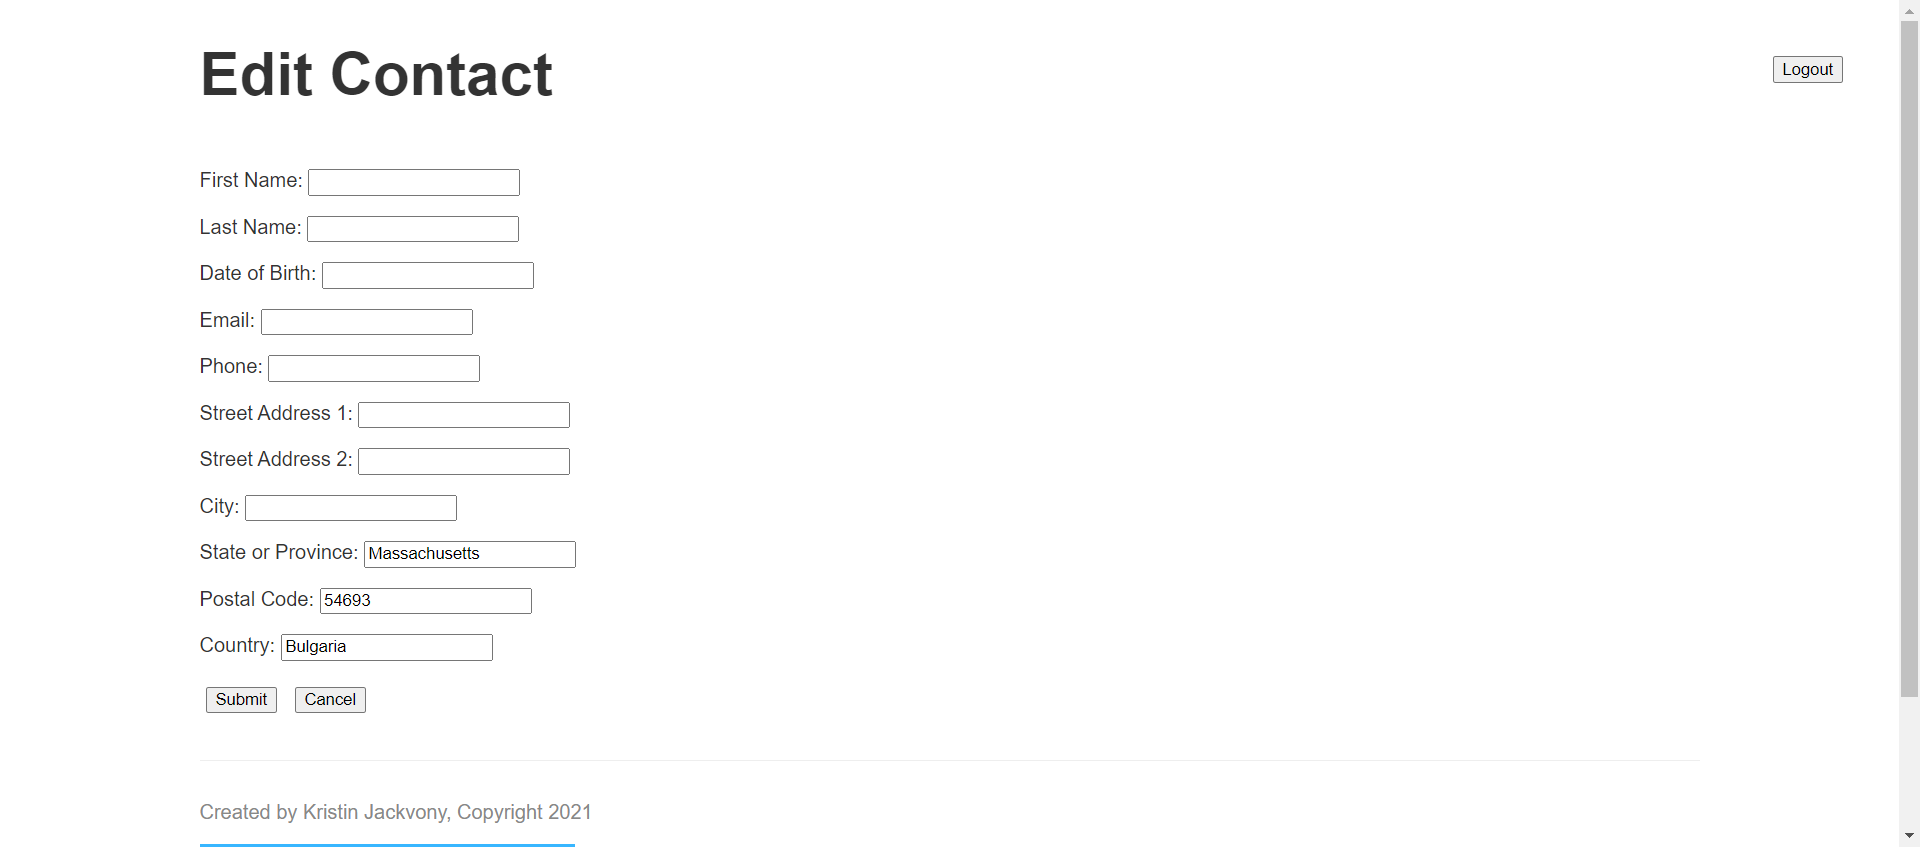 Edit Contact
Logout
First Name:
Last Name:
Date of Birth:
Email:
Phone:
Street Address 1:
Street Address 2:
City:
State or Province: Massachusetts
Postal Code: 54693
Country: Bulgaria
Submit Cancel
Created by Kristin Jackvony, Copyright 2021